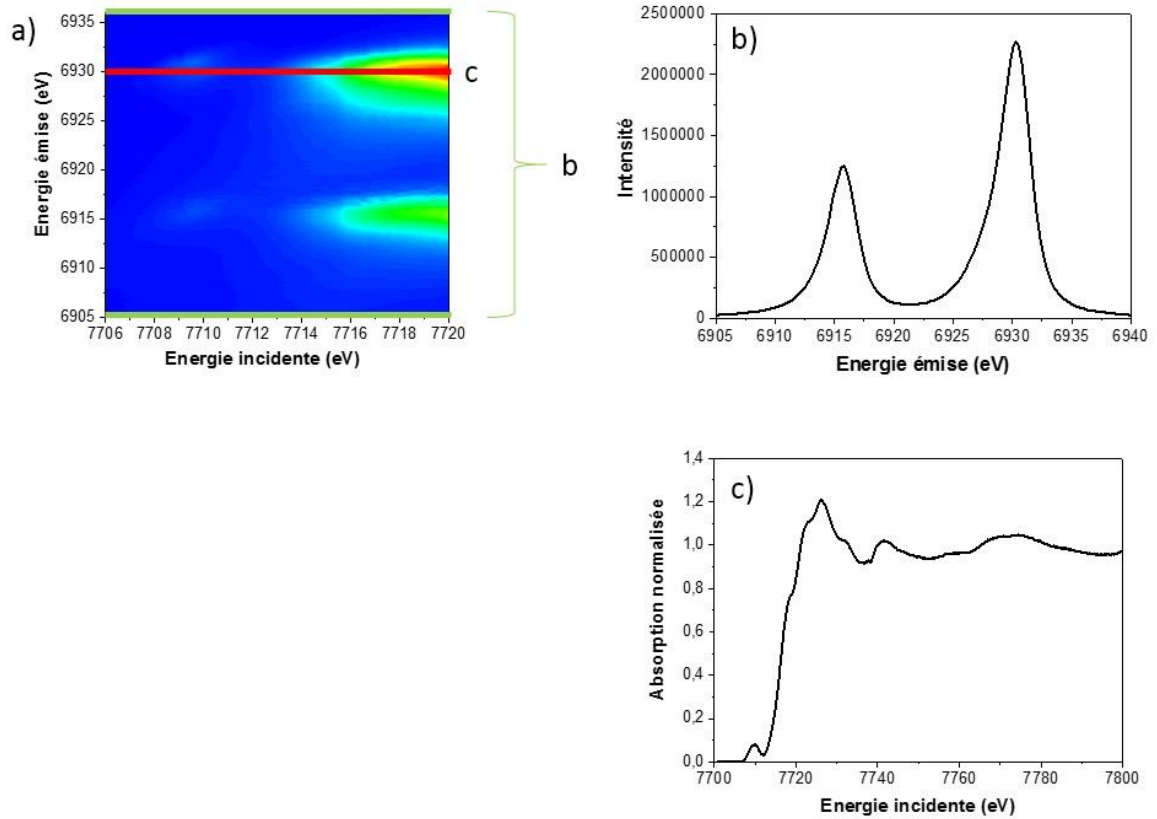 a)
6935
6930
6925
6920
6915
6910
6905
Energie émise (eV)
7706 7708 7710 7712 7714 7716 7718 7720
Energie incidente (eV)
c
b
b)
2500000
2000000
1500000
1000000
500000
0
Intensité
6905 6910 6915 6920 6925 6930 6935 6940
Energie émise (eV)
c)
1,4
1,2
1,0
0,8
0,6
0,4
0,2
0,0
Absorption normalisée
7700 7720 7740 7760 7780 7800
Energie incidente (eV)